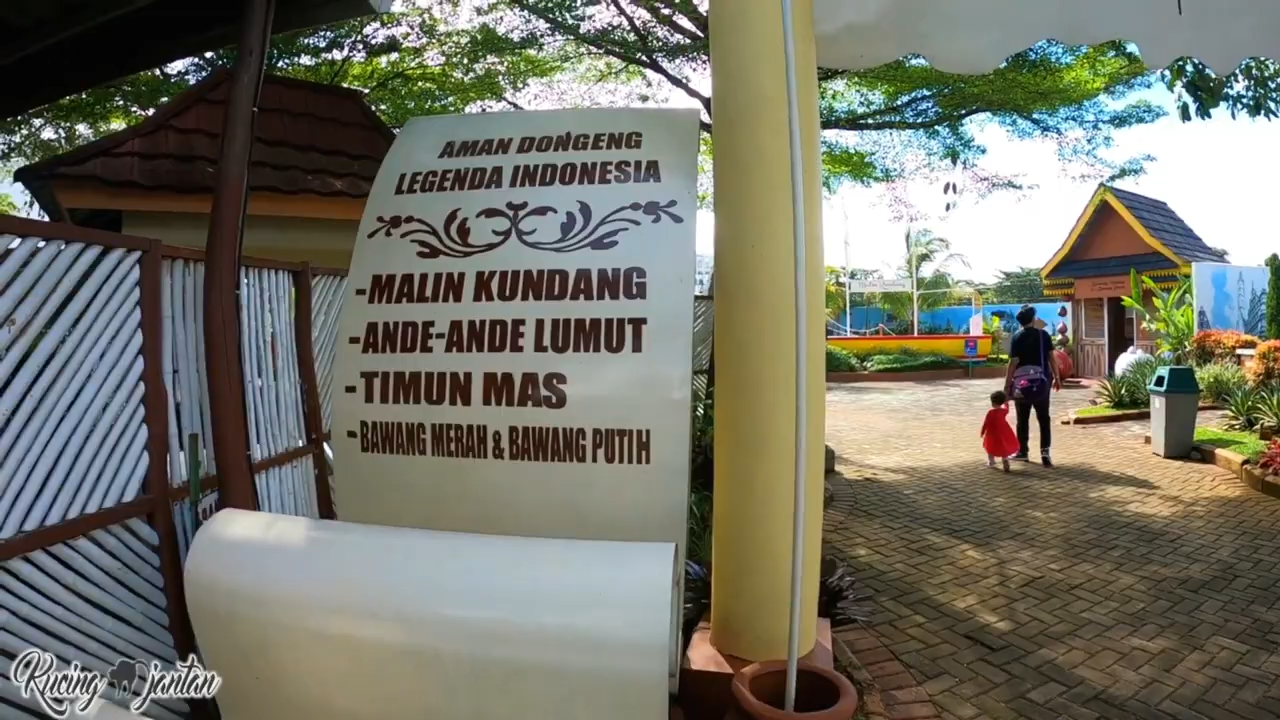 AMAN DONGENG
LEGENDA INDONESIA
-MALIN KUNDANG
-ANDE-ANDE LUMUT
-TIMUN MAS
-BAWANG MERAH & BAWANG PUTIH
Kucing jantan